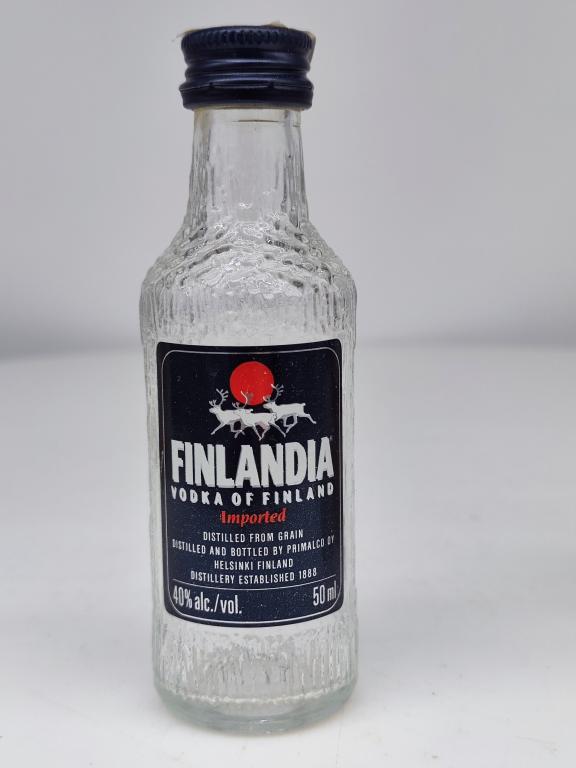 FINLANDIA
VODKA OF FINLAND
Imported
DISTILLED FROM GRAIN
DISTILLED AND BOTTLED BY PRIMALCO OY
HELSINKI FINLAND
DISTILLERY ESTABLISHED 1888
40% alc./vol. 50 ml